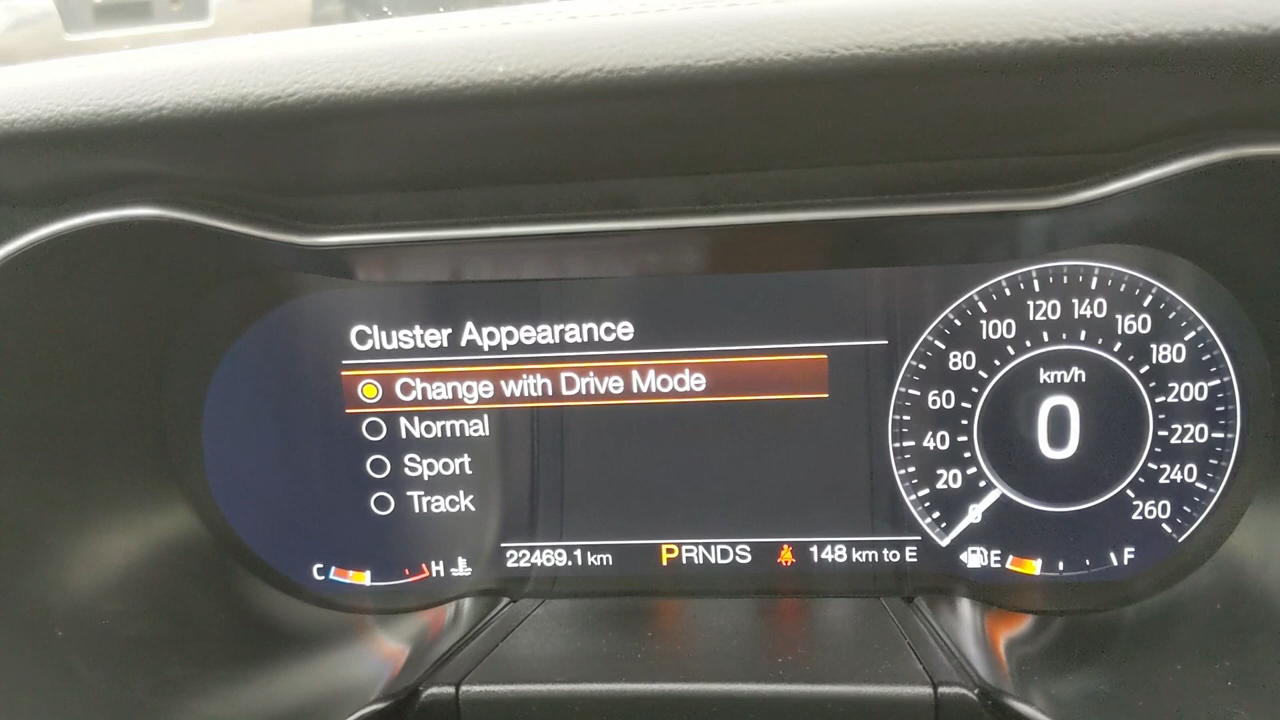 Cluster Appearance
Change with Drive Mode
Normal
Sport
Track
C H
22469.1 km PRNDS 148 km to E
E F
km/h
0
0
20
40
60
80
100
120
140
160
180
200
220
240
260